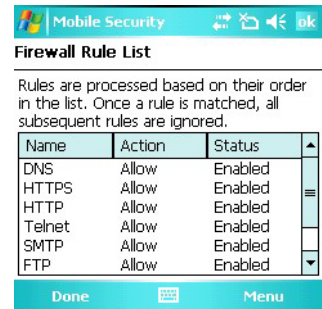 Mobile Security ok
Firewall Rule List
Rules are processed based on their order
in the list. Once a rule is matched, all
subsequent rules are ignored.
Name Action Status
DNS Allow Enabled
HTTPS Allow Enabled
HTTP Allow Enabled
Telnet Allow Enabled
SMTP Allow Enabled
FTP Allow Enabled
Done Menu